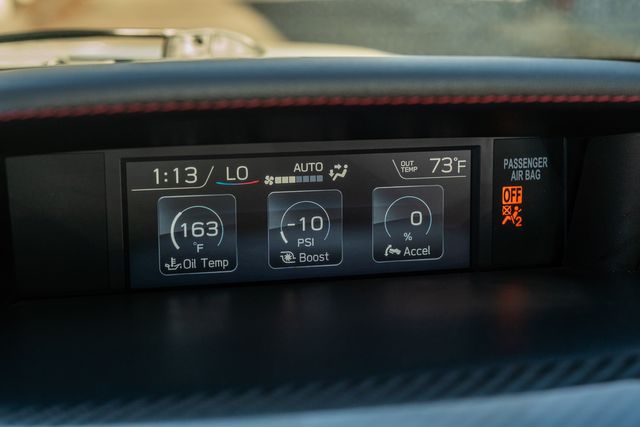 1:13 LO AUTO OUT TEMP 73°F
163 °F Oil Temp
-10 PSI Boost
0 % Accel
PASSENGER
AIR BAG
OFF
2